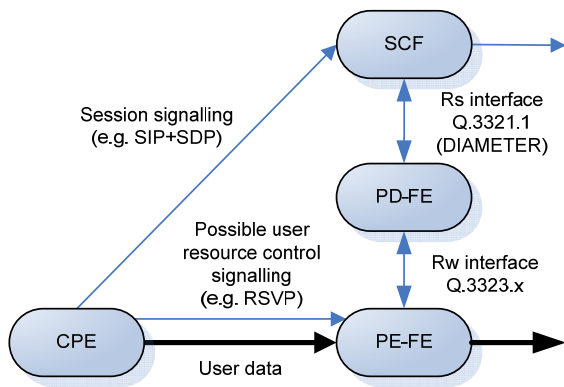 SCF
Session signalling
(e.g. SIP+SDP)
Rs interface
Q.3321.1
(DIAMETER)
PD-FE
Possible user
resource control
signalling
(e.g. RSVP)
Rw interface
Q.3323.x
CPE
PE-FE
User data